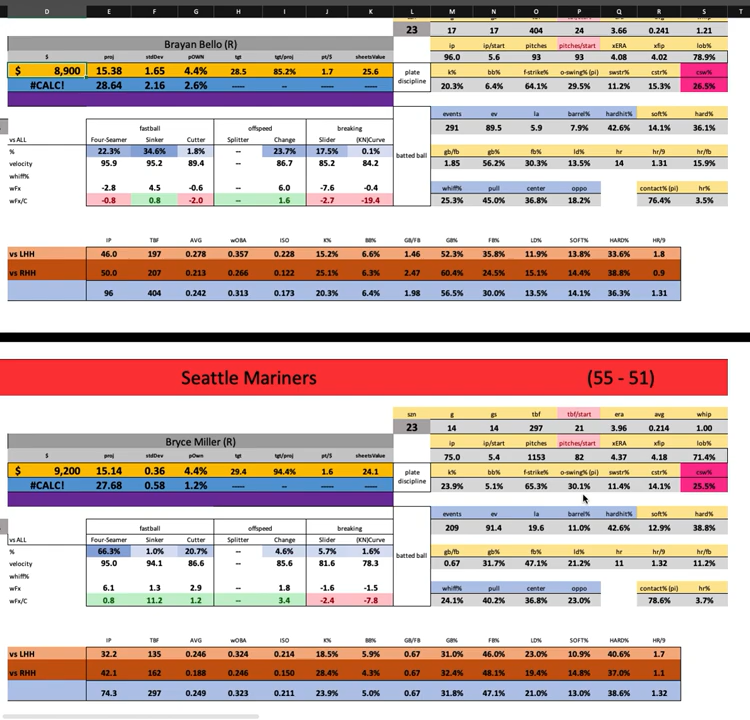 D E F G H I J K L M N O P Q R S T
23 17 17 404 24 3.66 0.241 1.21
Brayan Bello (R) ip ip/start pitches pitches/start xERA xfip lob%
$ proj stdDev pOWN tgt tgt/proj pt/$ sheetsValue 96.0 5.6 93 93 4.08 4.02 78.9%
$ 8,900 15.38 1.65 4.4% 28.5 85.2% 1.7 25.6 plate discipline k% bb% f-strike% o-swing% (pi) swstr% cstr% csw%
#CALC! 28.64 2.16 2.6% ----- -- ----- ----- 20.3% 6.4% 64.1% 29.5% 11.2% 15.3% 26.5%
events ev la barrel% hardhit% soft% hard%
fastball offspeed breaking 291 89.5 5.9 7.9% 42.6% 14.1% 36.1%
vs ALL Four-Seamer Sinker Cutter Splitter Change Slider (KN)Curve
% 22.3% 34.6% 1.8% -- 23.7% 17.5% 0.1% batted ball gb/fb gb% fb% ld% hr hr/9 hr/fb
velocity 95.9 95.2 89.4 -- 86.7 85.2 84.2 1.85 56.2% 30.3% 13.5% 14 1.31 15.9%
whiff%
wFx -2.8 4.5 -0.6 6.0 -7.6 -0.4 whiff% pull center oppo contact% (pi) hr%
wFx/C -0.8 0.8 -2.0 -- 1.6 -2.7 -19.4 25.3% 45.0% 36.8% 18.2% 76.4% 3.5%
IP TBF AVG wOBA ISO K% BB% GB/FB GB% FB% LD% SOFT% HARD% HR/9
vs LHH 46.0 197 0.278 0.357 0.228 15.2% 6.6% 1.46 52.3% 35.8% 11.9% 13.8% 33.6% 1.8
vs RHH 50.0 207 0.213 0.266 0.122 25.1% 6.3% 2.47 60.4% 24.5% 15.1% 14.4% 38.8% 0.9
96 404 0.242 0.313 0.173 20.3% 6.4% 1.98 56.5% 30.0% 13.5% 14.1% 36.3% 1.31
Seattle Mariners (55 - 51)
szn g gs tbf tbf/start era avg whip
23 14 14 297 21 3.96 0.214 1.00
Bryce Miller (R) ip ip/start pitches pitches/start xERA xfip lob%
$ proj stdDev pOwn tgt tgt/proj pt/$ sheetsValue 75.0 5.4 1153 82 4.37 4.18 71.4%
$ 9,200 15.14 0.36 4.4% 29.4 94.4% 1.6 24.1 plate discipline k% bb% f-strike% o-swing% (pi) swstr% cstr% csw%
#CALC! 27.68 0.58 1.2% ----- -- ----- ----- 23.9% 5.1% 65.3% 30.1% 11.4% 14.1% 25.5%
events ev la barrel% hardhit% soft% hard%
fastball offspeed breaking 209 91.4 19.6 11.0% 42.6% 12.9% 38.8%
vs ALL Four-Seamer Sinker Cutter Splitter Change Slider (KN)Curve
% 66.3% 1.0% 20.7% -- 4.6% 5.7% 1.6% batted ball gb/fb gb% fb% ld% hr hr/9 hr/fb
velocity 95.0 94.1 86.6 -- 85.6 81.6 78.3 0.67 31.7% 47.1% 21.2% 11 1.32 11.2%
whiff%
wFx 6.1 1.3 2.9 1.8 -1.6 -1.5 whiff% pull center oppo contact% (pi) hr%
wFx/C 0.8 11.2 1.2 -- 3.4 -2.4 -7.8 24.1% 40.2% 36.8% 23.0% 78.6% 3.7%
IP TBF AVG wOBA ISO K% BB% GB/FB GB% FB% LD% SOFT% HARD% HR/9
vs LHH 32.2 135 0.246 0.324 0.214 18.5% 5.9% 0.67 31.0% 46.0% 23.0% 10.9% 40.6% 1.7
vs RHH 42.1 162 0.188 0.246 0.150 28.4% 4.3% 0.67 32.4% 48.1% 19.4% 14.8% 37.0% 1.1
74.3 297 0.249 0.323 0.211 23.9% 5.0% 0.67 31.8% 47.1% 21.0% 13.0% 38.6% 1.32